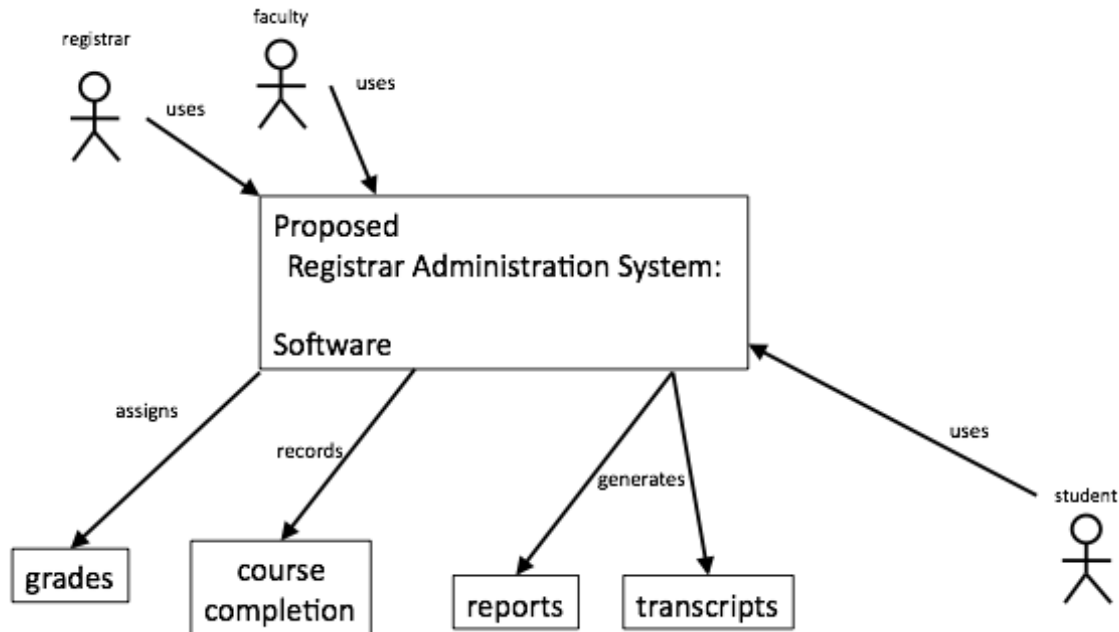 faculty
registrar
uses
uses
Proposed
Registrar Administration System:
Software
assigns
records
generates
uses
student
grades
course
completion
reports
transcripts